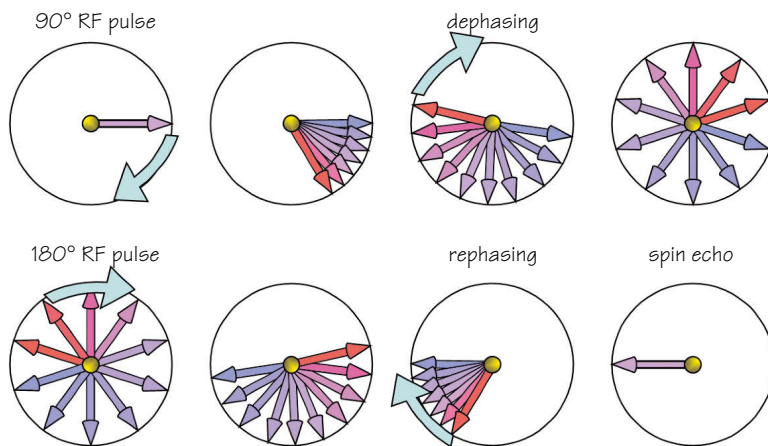 90° RF pulse
dephasing
180° RF pulse
rephasing
spin echo